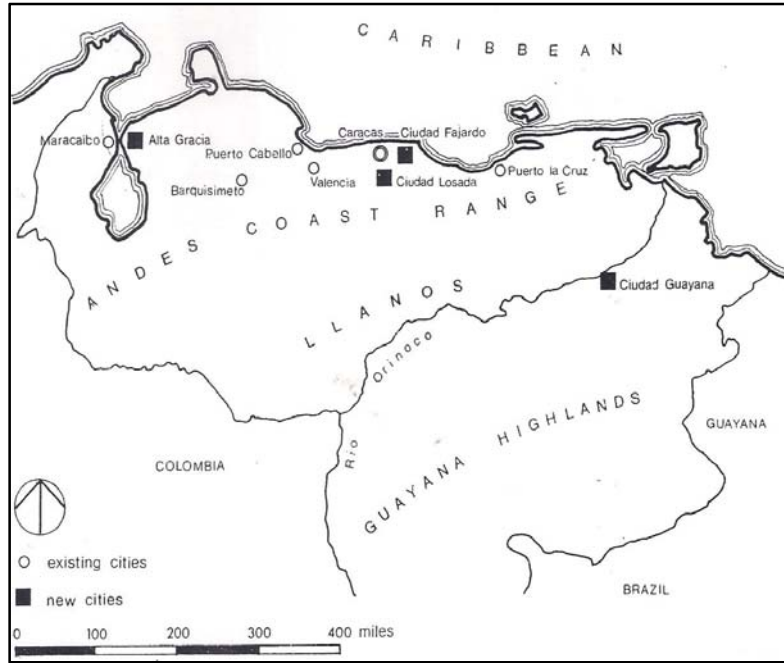 CARIBBEAN
Maracaibo
Alta Gracia
Puerto Cabello
Caracas
Ciudad Fajardo
Barquisimeto
Valencia
Ciudad Losada
Puerto la Cruz
ANDES COAST RANGE
LLANOS
Ciudad Guayana
Rio Orinoco
GUAYANA HIGHLANDS
GUAYANA
COLOMBIA
BRAZIL
existing cities
new cities
0 100 200 300 400 miles